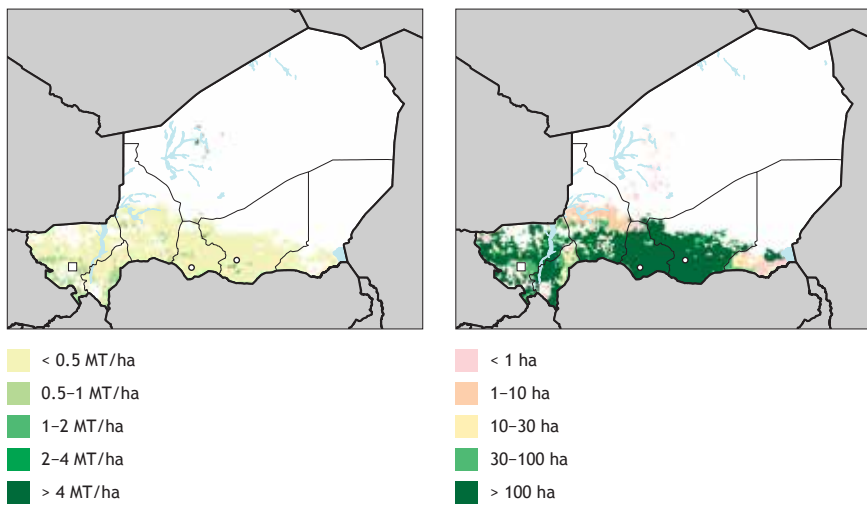 < 0.5 MT/ha
0.5–1 MT/ha
1–2 MT/ha
2–4 MT/ha
> 4 MT/ha
< 1 ha
1–10 ha
10–30 ha
30–100 ha
> 100 ha